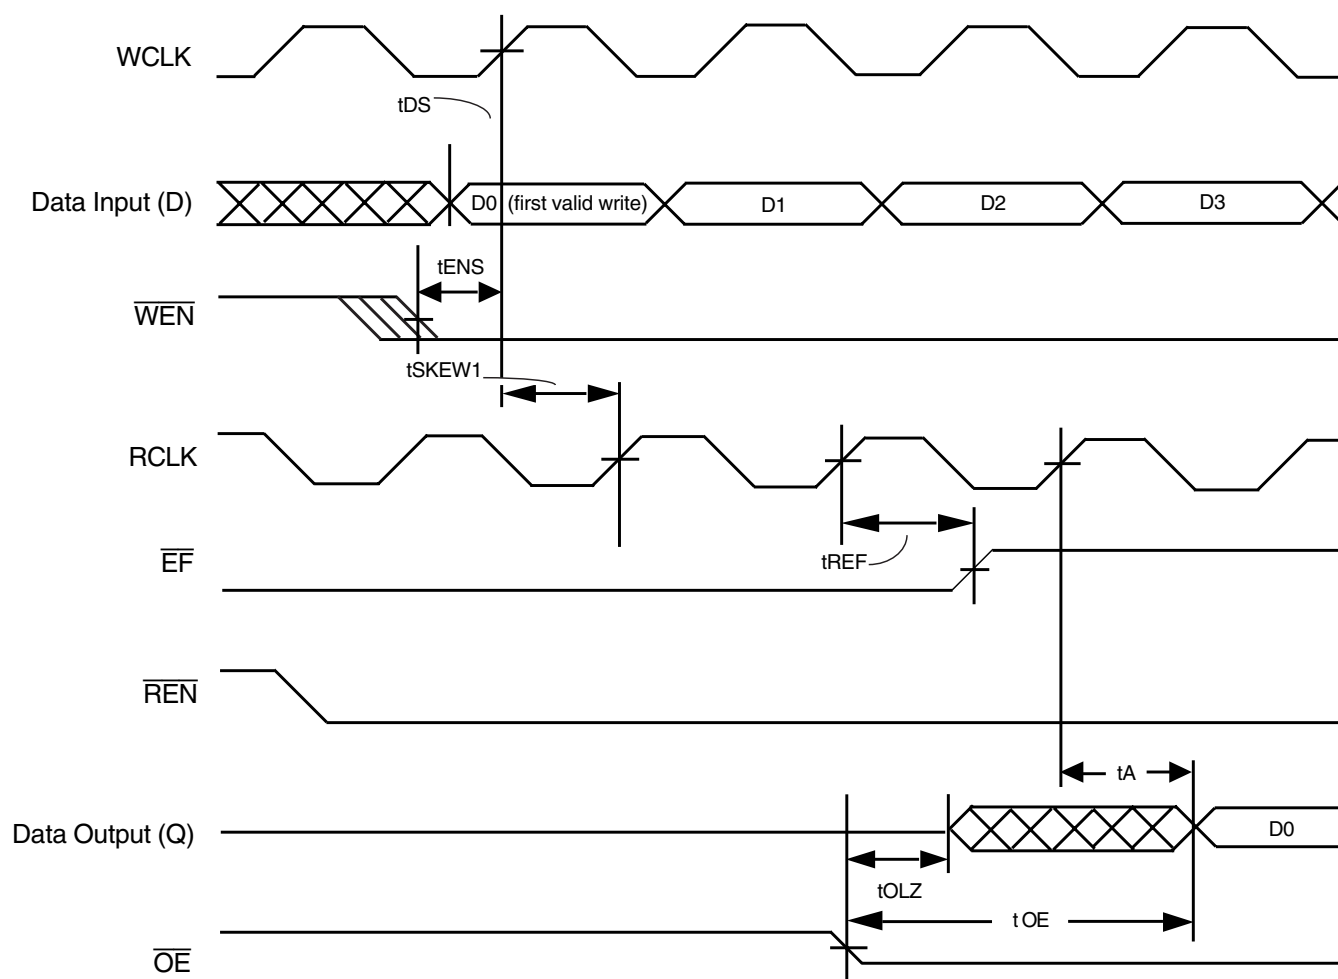 WCLK
tDS
Data Input (D)
D0 (first valid write)
D1
D2
D3
tENS
WEN
tSKEW1
RCLK
tREF
EF
REN
tA
Data Output (Q)
D0
tOLZ
tOE
OE